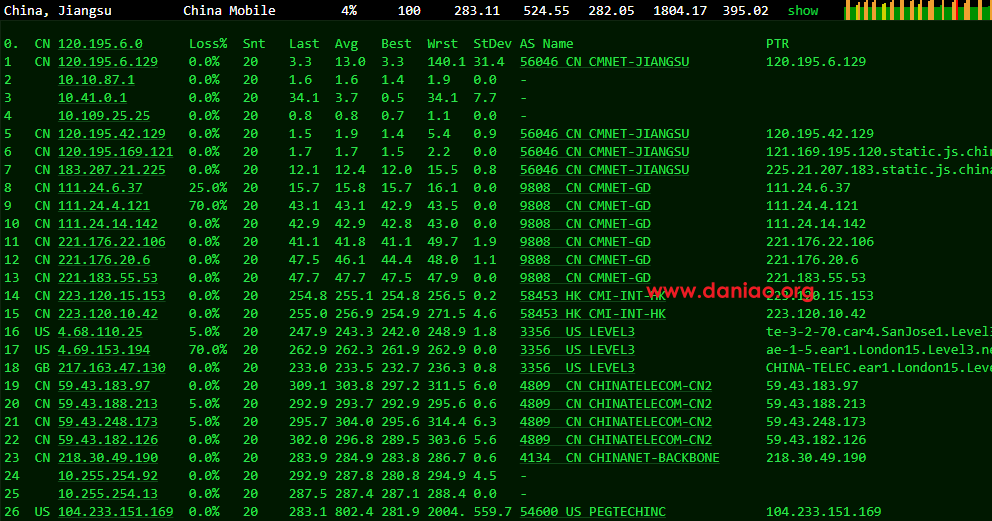 China, Jiangsu China Mobile 4% 100 283.11 524.55 282.05 1804.17 395.02 show
0. CN 120.195.6.0 Loss% Snt Last Avg Best Wrst StDev AS Name PTR
1 CN 120.195.6.129 0.0% 20 3.3 13.0 3.3 140.1 31.4 56046 CN CMNET-JIANGSU 120.195.6.129
2 10.10.87.1 0.0% 20 1.6 1.6 1.4 1.9 0.0 -
3 10.41.0.1 0.0% 20 34.1 3.7 0.5 34.1 7.7 -
4 10.109.25.25 0.0% 20 0.8 0.8 0.7 1.1 0.0 -
5 CN 120.195.42.129 0.0% 20 1.5 1.9 1.4 5.4 0.9 56046 CN CMNET-JIANGSU 120.195.42.129
6 CN 120.195.169.121 0.0% 20 1.7 1.7 1.5 2.2 0.0 56046 CN CMNET-JIANGSU 121.169.195.120.static.js.chin
7 CN 183.207.21.225 0.0% 20 12.1 12.4 12.0 15.5 0.8 56046 CN CMNET-JIANGSU 225.21.207.183.static.js.china
8 CN 111.24.6.37 25.0% 20 15.7 15.8 15.7 16.1 0.0 9808 CN CMNET-GD 111.24.6.37
9 CN 111.24.4.121 70.0% 20 43.1 43.1 42.9 43.5 0.0 9808 CN CMNET-GD 111.24.4.121
10 CN 111.24.14.142 0.0% 20 42.9 42.9 42.8 43.0 0.0 9808 CN CMNET-GD 111.24.14.142
11 CN 221.176.22.106 0.0% 20 41.1 41.8 41.1 49.7 1.9 9808 CN CMNET-GD 221.176.22.106
12 CN 221.176.20.6 0.0% 20 47.5 46.1 44.4 48.0 1.1 9808 CN CMNET-GD 221.176.20.6
13 CN 221.183.55.53 0.0% 20 47.7 47.7 47.5 47.9 0.0 9808 CN CMNET-GD 221.183.55.53
www.daniao.org
14 CN 223.120.15.153 0.0% 20 254.8 255.1 254.8 256.5 0.2 58453 HK CMI-INT-HK 223.120.15.153
15 CN 223.120.10.42 0.0% 20 255.0 256.9 254.9 271.5 4.6 58453 HK CMI-INT-HK 223.120.10.42
16 US 4.68.110.25 5.0% 20 247.9 243.3 242.0 248.9 1.8 3356 US LEVEL3 te-3-2-70.car4.SanJose1.Level3
17 US 4.69.153.194 70.0% 20 262.9 262.3 261.9 262.9 0.0 3356 US LEVEL3 ae-1-5.ear1.London15.Level3.ne
18 GB 217.163.47.130 0.0% 20 233.0 233.5 232.7 236.3 0.8 3356 US LEVEL3 CHINA-TELEC.ear1.London15.Leve
19 CN 59.43.183.97 0.0% 20 309.1 303.8 297.2 311.5 6.0 4809 CN CHINATELECOM-CN2 59.43.183.97
20 CN 59.43.188.213 5.0% 20 292.9 293.7 292.9 295.6 0.6 4809 CN CHINATELECOM-CN2 59.43.188.213
21 CN 59.43.248.173 5.0% 20 295.7 304.0 295.6 314.4 6.3 4809 CN CHINATELECOM-CN2 59.43.248.173
22 CN 59.43.182.126 0.0% 20 302.0 296.8 289.5 303.6 5.6 4809 CN CHINATELECOM-CN2 59.43.182.126
23 CN 218.30.49.190 0.0% 20 283.9 284.9 283.8 286.7 0.6 4134 CN CHINANET-BACKBONE 218.30.49.190
24 10.255.254.92 0.0% 20 292.9 287.8 280.8 294.9 4.5 -
25 10.255.254.13 0.0% 20 287.5 287.4 287.1 288.4 0.0 -
26 US 104.233.151.169 0.0% 20 283.1 802.4 281.9 2004. 559.7 54600 US PEGTECHINC 104.233.151.169